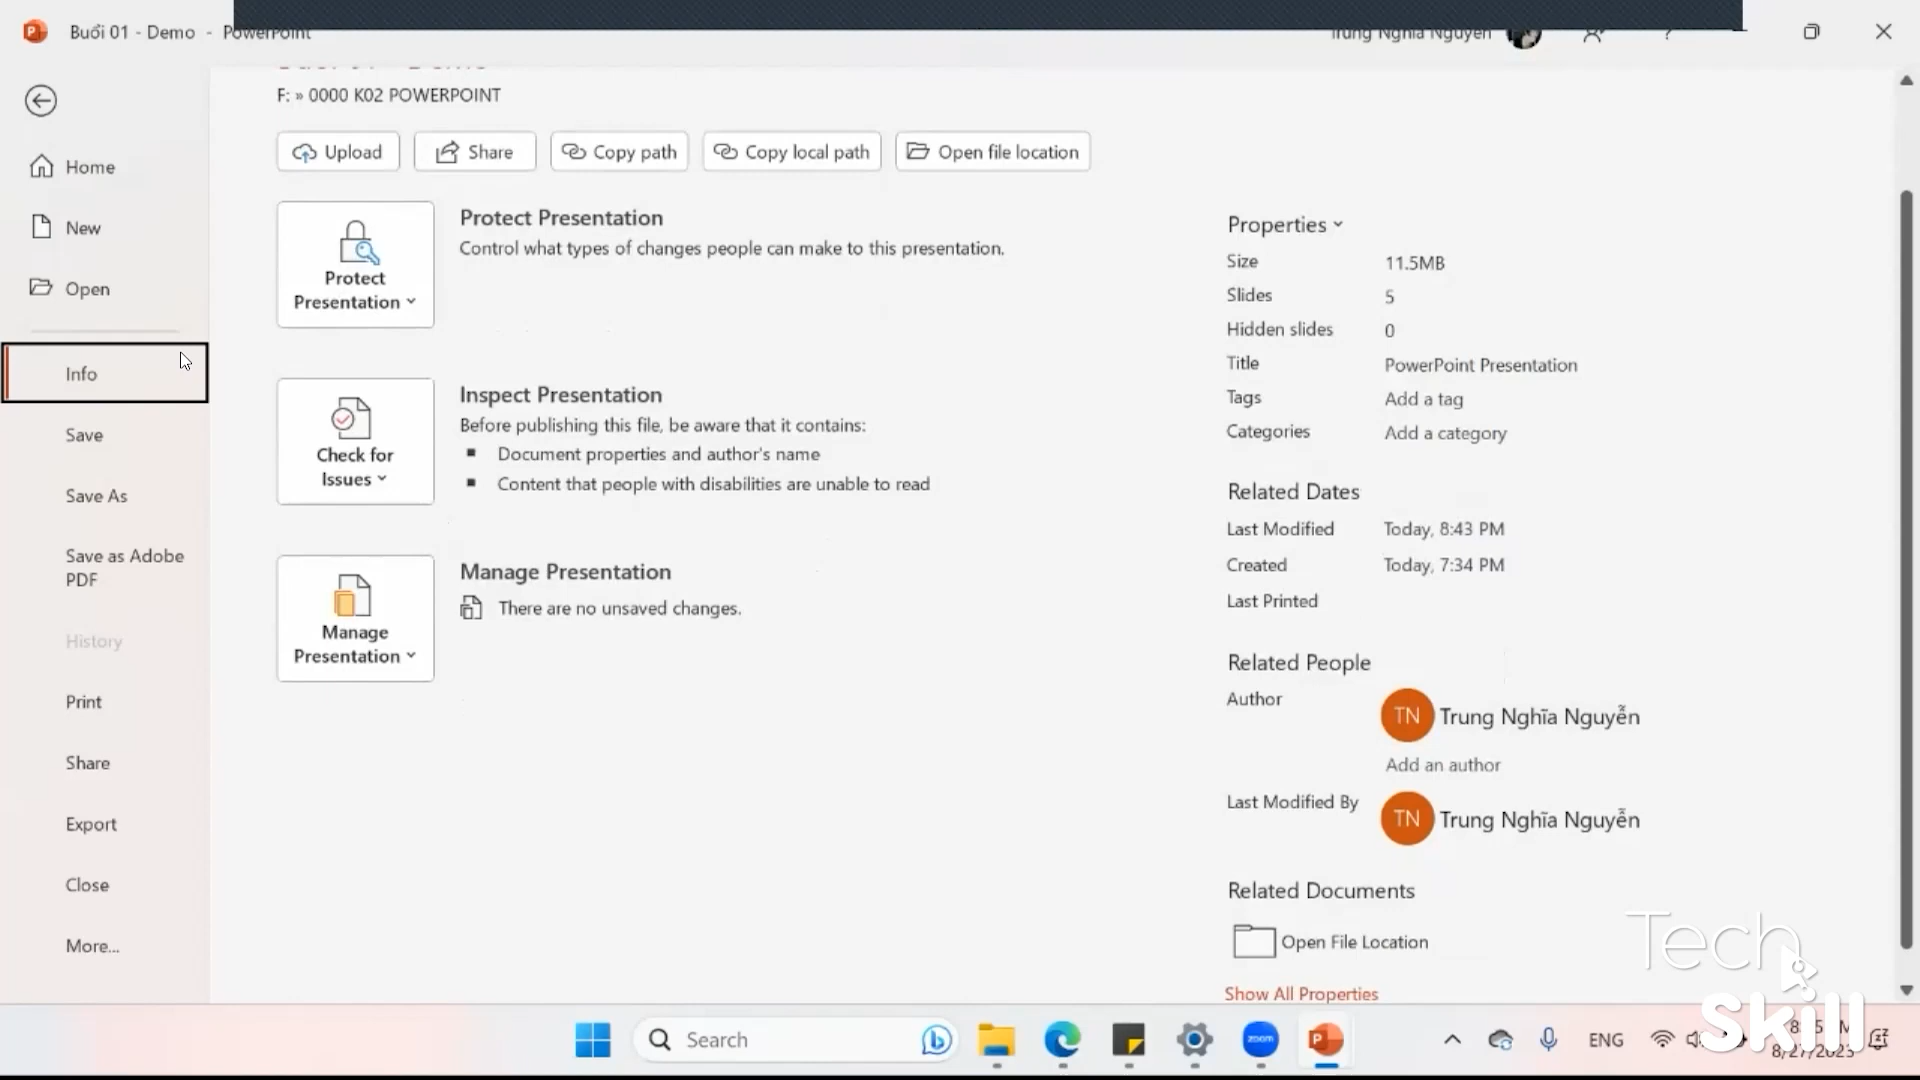 Buổi 01 - Demo - PowerPoint
Trung Nghĩa Nguyễn
F: » 0000 K02 POWERPOINT
Upload
Share
Copy path
Copy local path
Open file location
Home
New
Open
Info
Save
Save As
Save as Adobe
PDF
History
Print
Share
Export
Close
More...
Protect
Presentation
Protect Presentation
Control what types of changes people can make to this presentation.
Check for
Issues
Inspect Presentation
Before publishing this file, be aware that it contains:
Document properties and author's name
Content that people with disabilities are unable to read
Manage
Presentation
Manage Presentation
There are no unsaved changes.
Properties
Size 11.5MB
Slides 5
Hidden slides 0
Title PowerPoint Presentation
Tags Add a tag
Categories Add a category
Related Dates
Last Modified Today, 8:43 PM
Created Today, 7:34 PM
Last Printed
Related People
Author TN Trung Nghĩa Nguyễn
Add an author
Last Modified By TN Trung Nghĩa Nguyễn
Related Documents
Open File Location
Show All Properties
Tech
Skill
Search
zoom
ENG
8/27/2023